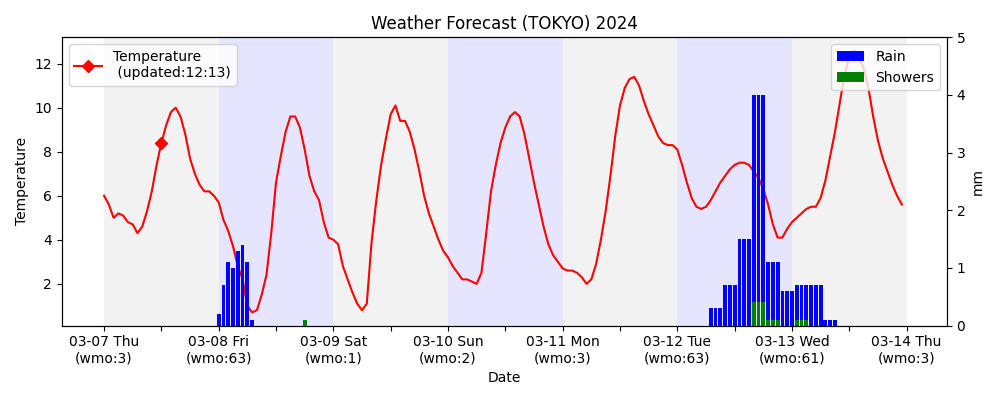 Weather Forecast (TOKYO) 2024
Temperature
(updated:12:13)
Rain
Showers
Temperature
12
10
8
6
4
2
5
4
3
2
1
0
mm
03-07 Thu
(wmo:3)
03-08 Fri
(wmo:63)
03-09 Sat
(wmo:1)
03-10 Sun
(wmo:2)
03-11 Mon
(wmo:3)
03-12 Tue
(wmo:63)
03-13 Wed
(wmo:61)
03-14 Thu
(wmo:3)
Date